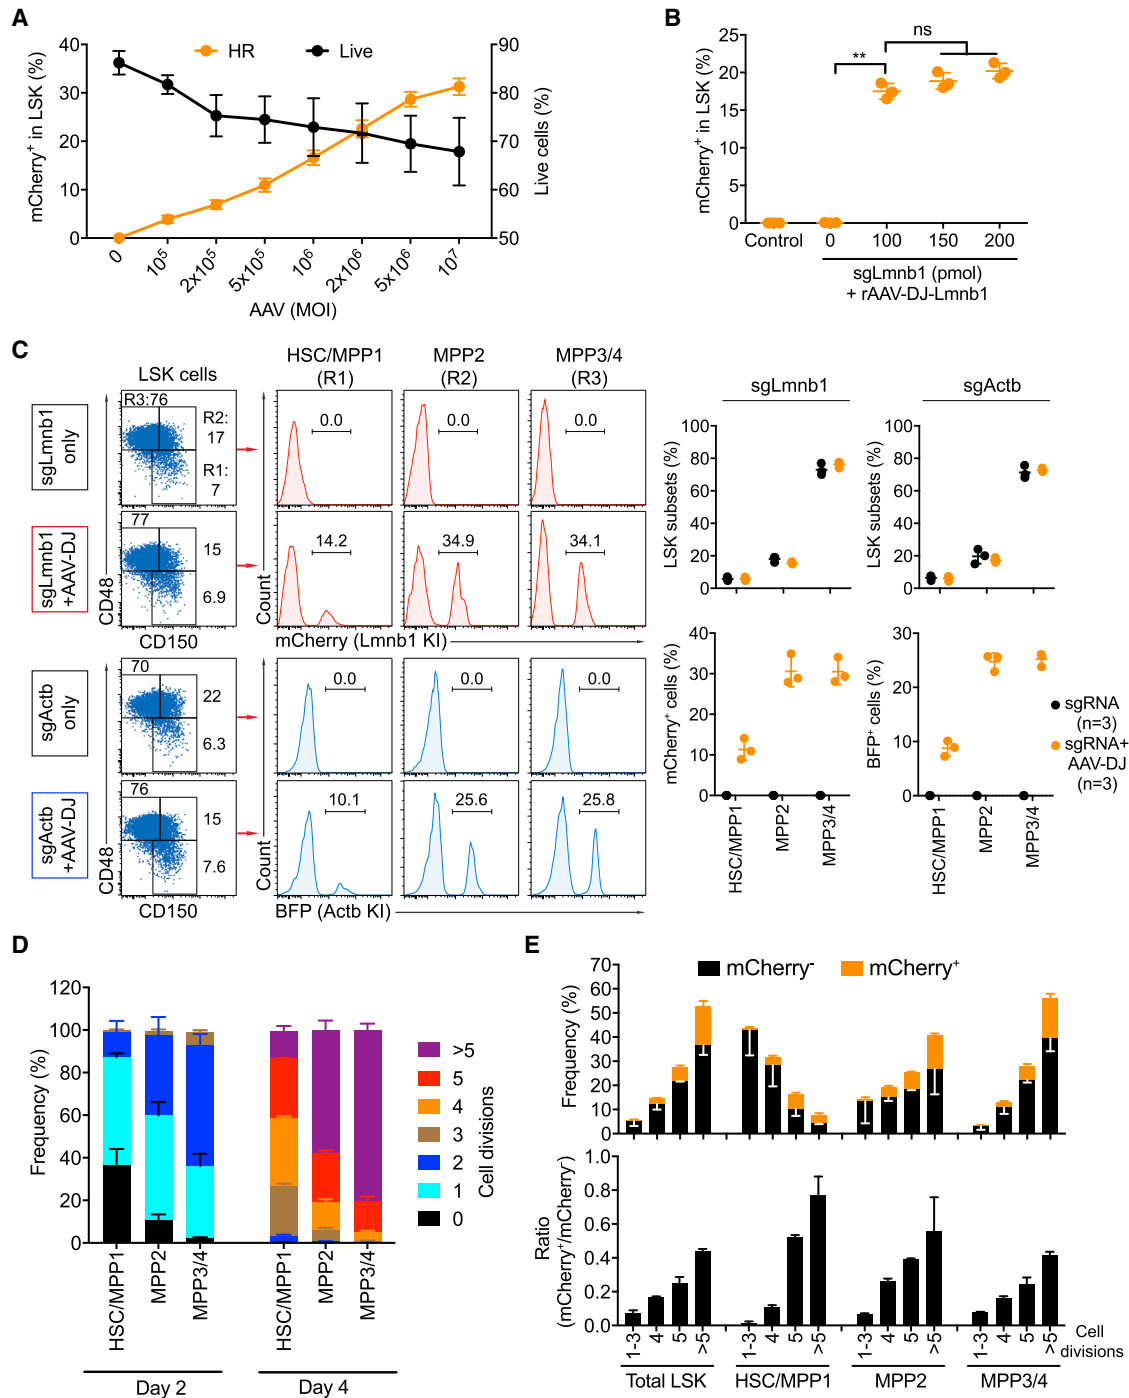 A
HR
Live
mCherry+ in LSK (%)
40
30
20
10
0
Live cells (%)
90
80
70
60
50
0
10^5
2x10^5
5x10^5
10^6
2x10^6
5x10^6
10^7
AAV (MOI)
B
mCherry+ in LSK (%)
25
20
15
10
5
0
**
ns
Control
0
100
150
200
sgLmnb1 (pmol)
+ rAAV-DJ-Lmnb1
C
LSK cells
HSC/MPP1
(R1)
MPP2
(R2)
MPP3/4
(R3)
sgLmnb1
only
R3:76
R2:
17
R1:
7
0.0
0.0
0.0
sgLmnb1
+AAV-DJ
77
15
6.9
14.2
34.9
34.1
CD48
CD150
Count
mCherry (Lmnb1 KI)
sgActb
only
70
22
6.3
0.0
0.0
0.0
sgActb
+AAV-DJ
76
15
7.6
10.1
25.6
25.8
CD48
CD150
Count
BFP (Actb KI)
sgLmnb1
sgActb
LSK subsets (%)
100
80
60
40
20
0
LSK subsets (%)
100
80
60
40
20
0
mCherry+ cells (%)
40
30
20
10
0
HSC/MPP1
MPP2
MPP3/4
BFP+ cells (%)
30
20
10
0
HSC/MPP1
MPP2
MPP3/4
sgRNA
(n=3)
sgRNA+
AAV-DJ
(n=3)
D
Frequency (%)
120
100
80
60
40
20
0
HSC/MPP1
MPP2
MPP3/4
HSC/MPP1
MPP2
MPP3/4
Day 2
Day 4
>5
5
4
3
2
1
0
Cell divisions
E
mCherry-
mCherry+
Frequency (%)
70
60
50
40
30
20
10
0
Ratio
(mCherry+/mCherry-)
1.0
0.8
0.6
0.4
0.2
0.0
1-3
4
5
>5
1-3
4
5
>5
1-3
4
5
>5
1-3
4
5
>5
Cell
divisions
Total LSK
HSC/MPP1
MPP2
MPP3/4